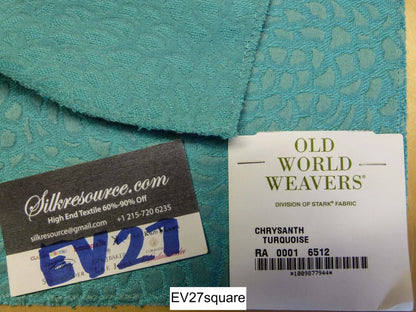 OLD
WORLD
WEAVERS®
DIVISION OF STARK® FABRIC
CHRYSANTH
TURQUOISE
RA 0001 6512
*1009877944*
Silkresource.com
High End Textile 60%-90% Off
silkresource@gmail.com +1 215-720 6235
EV27
EV27square